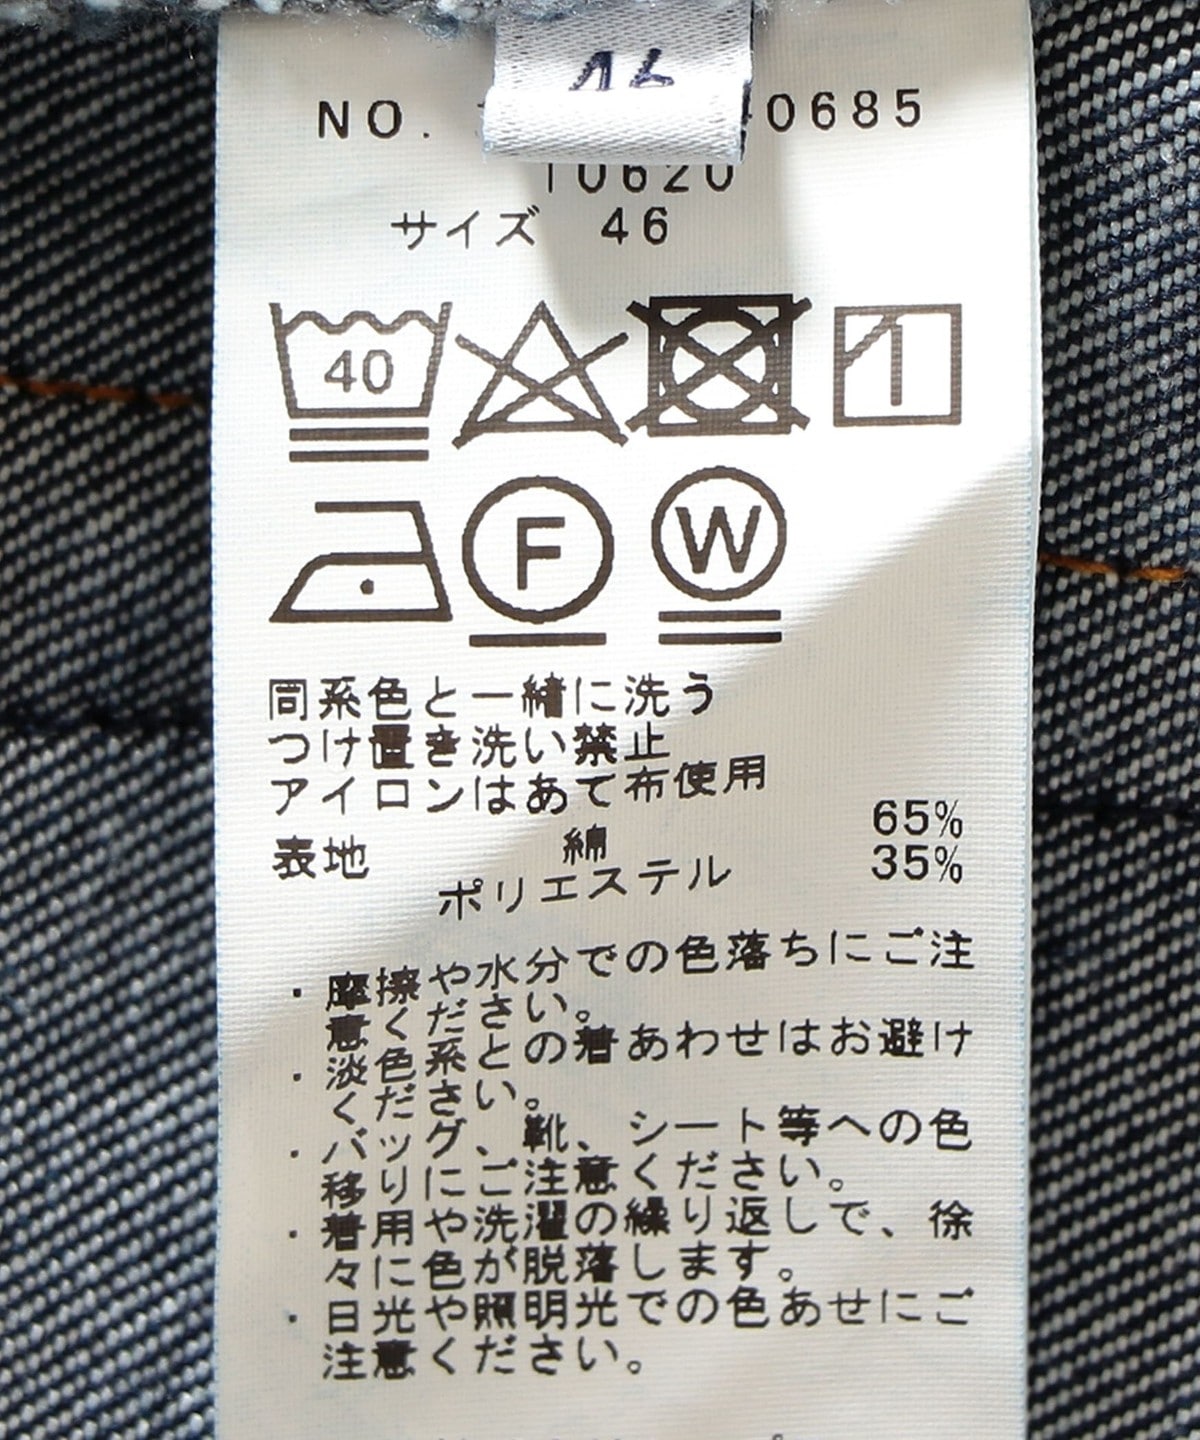 NO. 0685
10620
サイズ 46
40
1
F
W
同系色と一緒に洗う
つけ置き洗い禁止
アイロンはあて布使用
表地 綿 65%
ポリエステル 35%
・摩擦や水分での色落ちにご注
意ください。
・淡色系との着あわせはお避け
ください。
・バッグ、靴、シート等への色
移りにご注意ください。
・着用や洗濯の繰り返しで、徐
々に色が脱落します。
・日光や照明光での色あせにご
注意ください。